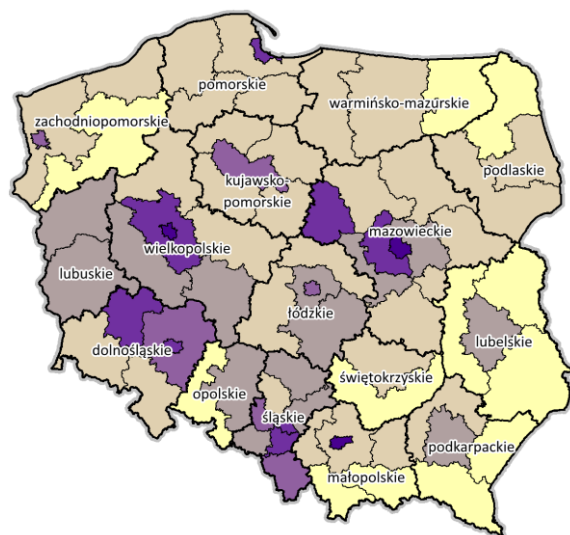 pomorskie
warmińsko-mazurskie
zachodniopomorskie
podlaskie
kujawsko-
pomorskie
mazowieckie
wielkopolskie
lubuskie
łódzkie
lubelskie
dolnośląskie
świętokrzyskie
opolskie
śląskie
podkarpackie
małopolskie